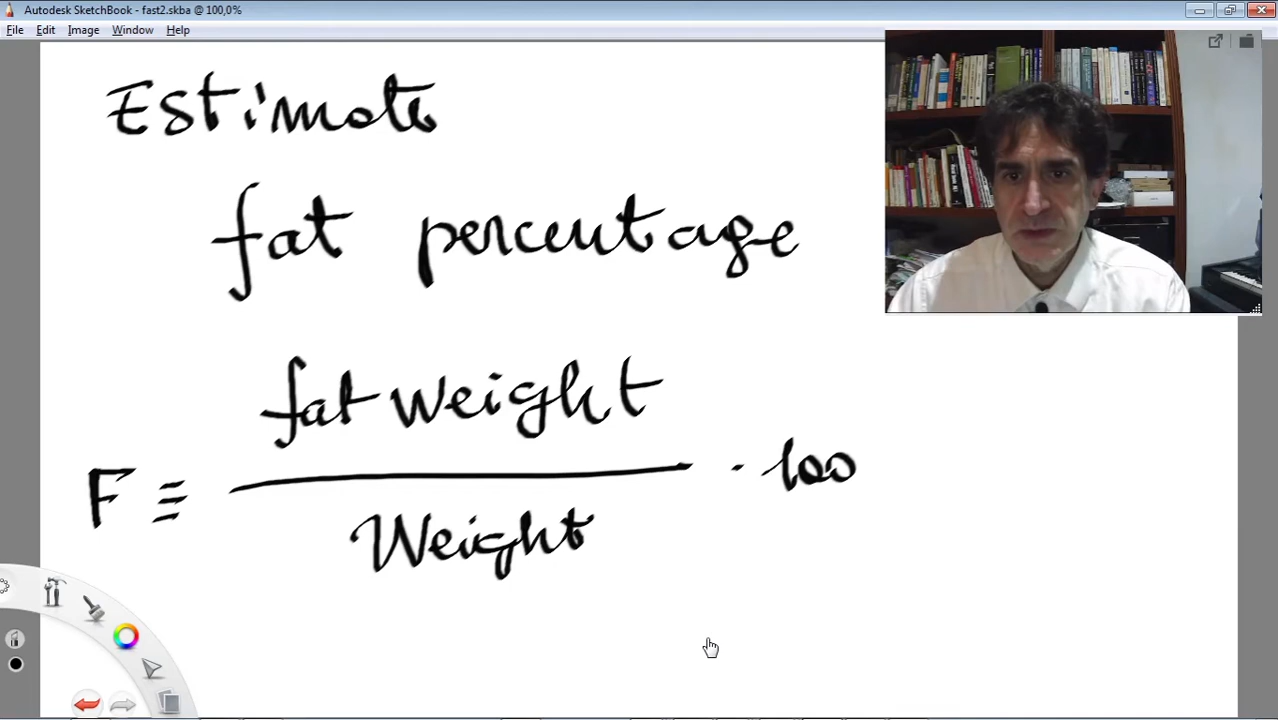 Autodesk SketchBook - fast2.skba @ 100,0%
File Edit Image Window Help
Estimate
fat percentage
fat weight
F ≡ · 100
Weight